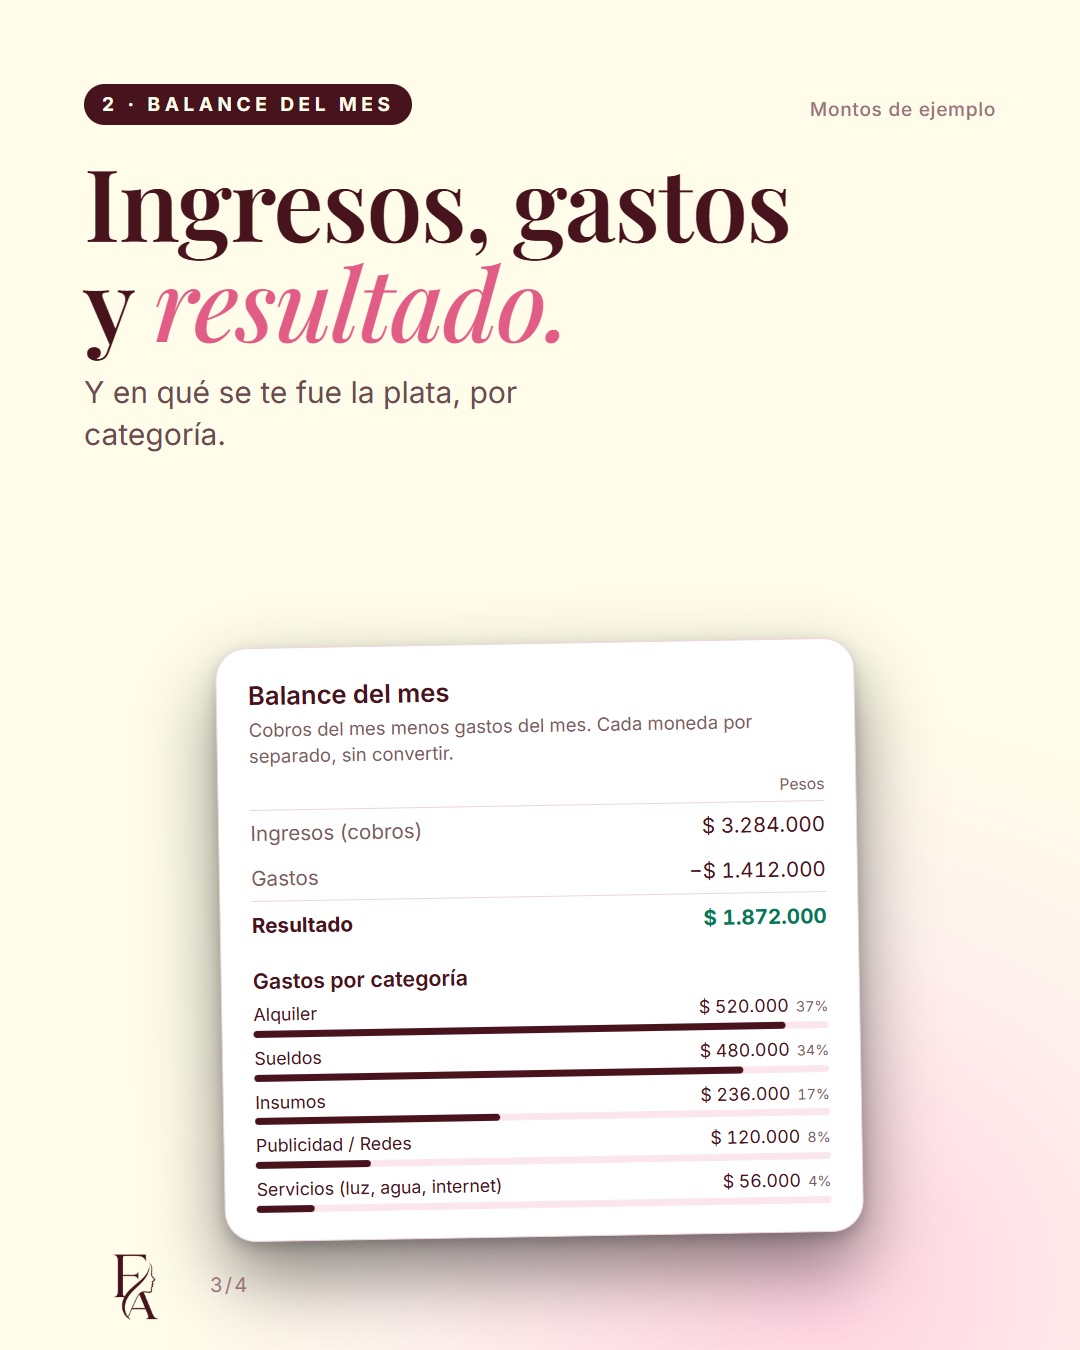 2 · BALANCE DEL MES
Montos de ejemplo
Ingresos, gastos
y resultado.
Y en qué se te fue la plata, por
categoría.
Balance del mes
Cobros del mes menos gastos del mes. Cada moneda por
separado, sin convertir.
Pesos
Ingresos (cobros) $ 3.284.000
Gastos −$ 1.412.000
Resultado $ 1.872.000
Gastos por categoría
Alquiler $ 520.000 37%
Sueldos $ 480.000 34%
Insumos $ 236.000 17%
Publicidad / Redes $ 120.000 8%
Servicios (luz, agua, internet) $ 56.000 4%
FA
3/4